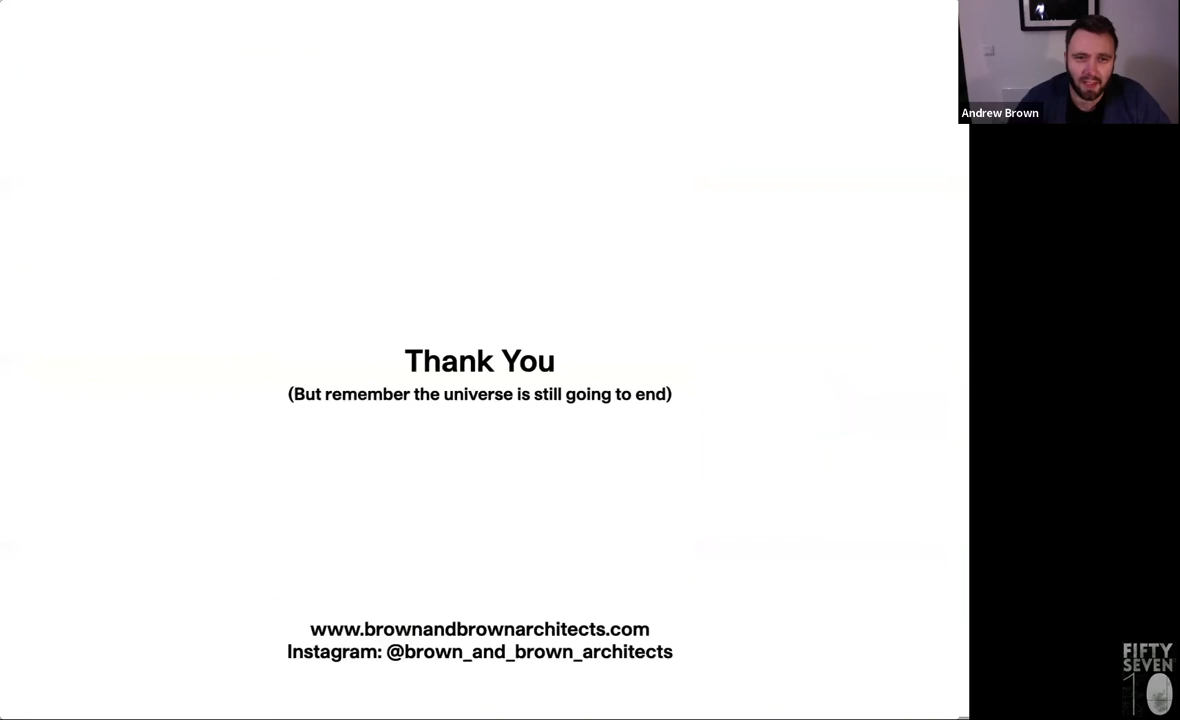 Andrew Brown
Thank You
(But remember the universe is still going to end)
www.brownandbrownarchitects.com
Instagram: @brown_and_brown_architects
FIFTY
SEVEN
10